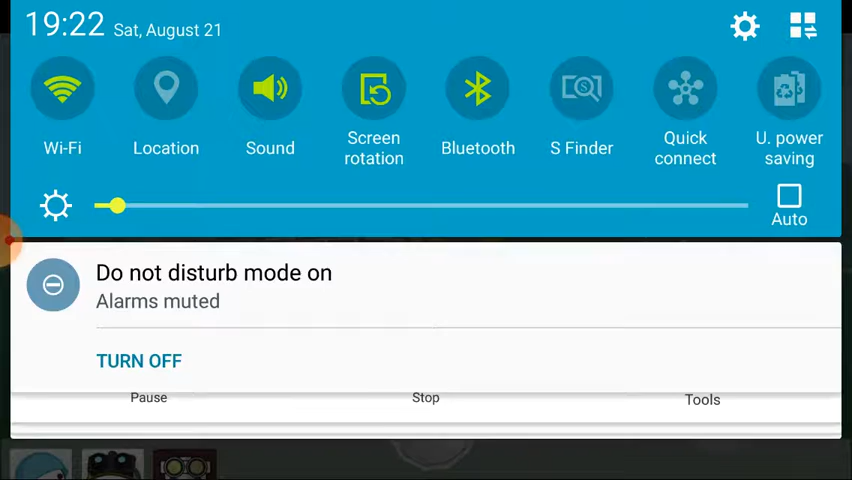 19:22 Sat, August 21
Wi-Fi
Location
Sound
Screen
rotation
Bluetooth
S Finder
Quick
connect
U. power
saving
Auto
Do not disturb mode on
Alarms muted
TURN OFF
Pause
Stop
Tools